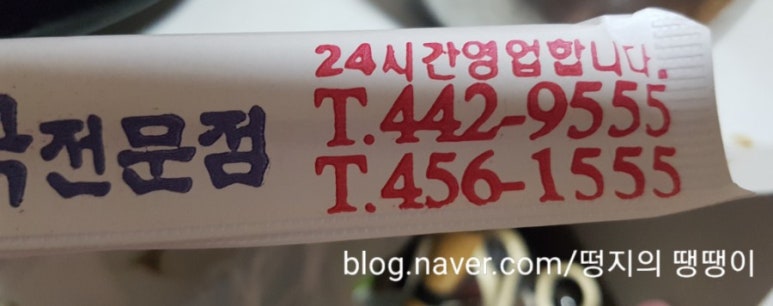 24시간영업합니다.
전문점
T.442-9555
T.456-1555
blog.naver.com/떵지의 땡땡이